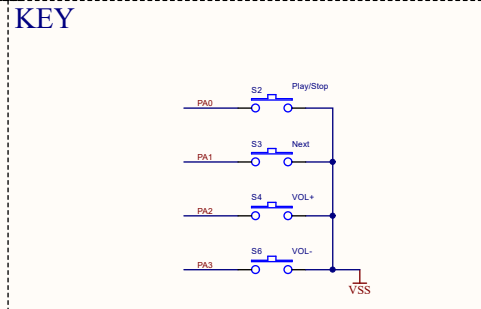 KEY
S2 Play/Stop
PA0
S3 Next
PA1
S4 VOL+
PA2
S6 VOL-
PA3
VSS